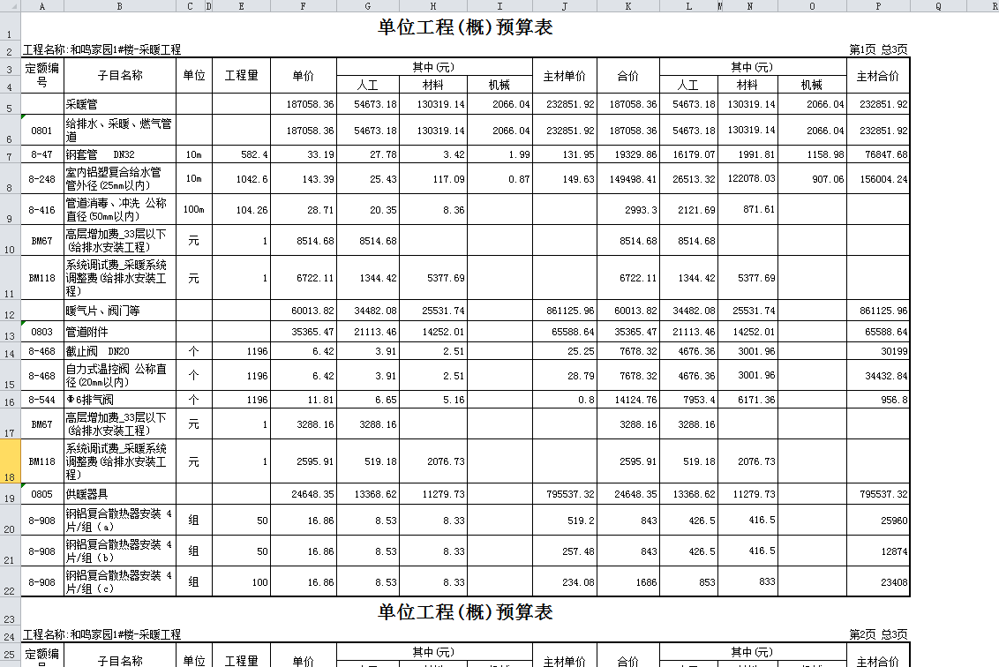 A B C D E F G H I J K L M N O P Q R
1 单位工程(概)预算表
2 工程名称:和鸣家园1#楼-采暖工程 第1页 总3页
3 定额编号 子目名称 单位 工程量 单价 其中(元) 主材单价 合价 其中(元) 主材合价
4 人工 材料 机械 人工 材料 机械
5 采暖管 187058.36 54673.18 130319.14 2066.04 232851.92 187058.36 54673.18 130319.14 2066.04 232851.92
6 0801 给排水、采暖、燃气管道 187058.36 54673.18 130319.14 2066.04 232851.92 187058.36 54673.18 130319.14 2066.04 232851.92
7 8-47 钢套管 DN32 10m 582.4 33.19 27.78 3.42 1.99 131.95 19329.86 16179.07 1991.81 1158.98 76847.68
8 8-248 室内铝塑复合给水管 管外径(25mm以内) 10m 1042.6 143.39 25.43 117.09 0.87 149.63 149498.41 26513.32 122078.03 907.06 156004.24
9 8-416 管道消毒、冲洗 公称直径(50mm以内) 100m 104.26 28.71 20.35 8.36 2993.3 2121.69 871.61
10 BM67 高层增加费_33层以下(给排水安装工程) 元 1 8514.68 8514.68 8514.68 8514.68
11 BM118 系统调试费_采暖系统调整费(给排水安装工程) 元 1 6722.11 1344.42 5377.69 6722.11 1344.42 5377.69
12 暖气片、阀门等 60013.82 34482.08 25531.74 861125.96 60013.82 34482.08 25531.74 861125.96
13 0803 管道附件 35365.47 21113.46 14252.01 65588.64 35365.47 21113.46 14252.01 65588.64
14 8-468 截止阀 DN20 个 1196 6.42 3.91 2.51 25.25 7678.32 4676.36 3001.96 30199
15 8-468 自力式温控阀 公称直径(20mm以内) 个 1196 6.42 3.91 2.51 28.79 7678.32 4676.36 3001.96 34432.84
16 8-544 Φ6排气阀 个 1196 11.81 6.65 5.16 0.8 14124.76 7953.4 6171.36 956.8
17 BM67 高层增加费_33层以下(给排水安装工程) 元 1 3288.16 3288.16 3288.16 3288.16
18 BM118 系统调试费_采暖系统调整费(给排水安装工程) 元 1 2595.91 519.18 2076.73 2595.91 519.18 2076.73
19 0805 供暖器具 24648.35 13368.62 11279.73 795537.32 24648.35 13368.62 11279.73 795537.32
20 8-908 钢铝复合散热器安装 4片/组(a) 组 50 16.86 8.53 8.33 519.2 843 426.5 416.5 25960
21 8-908 钢铝复合散热器安装 4片/组(b) 组 50 16.86 8.53 8.33 257.48 843 426.5 416.5 12874
22 8-908 钢铝复合散热器安装 4片/组(c) 组 100 16.86 8.53 8.33 234.08 1686 853 833 23408
23 单位工程(概)预算表
24 工程名称:和鸣家园1#楼-采暖工程 第2页 总3页
25 定额编号 子目名称 单位 工程量 单价 其中(元) 主材单价 合价 其中(元) 主材合价